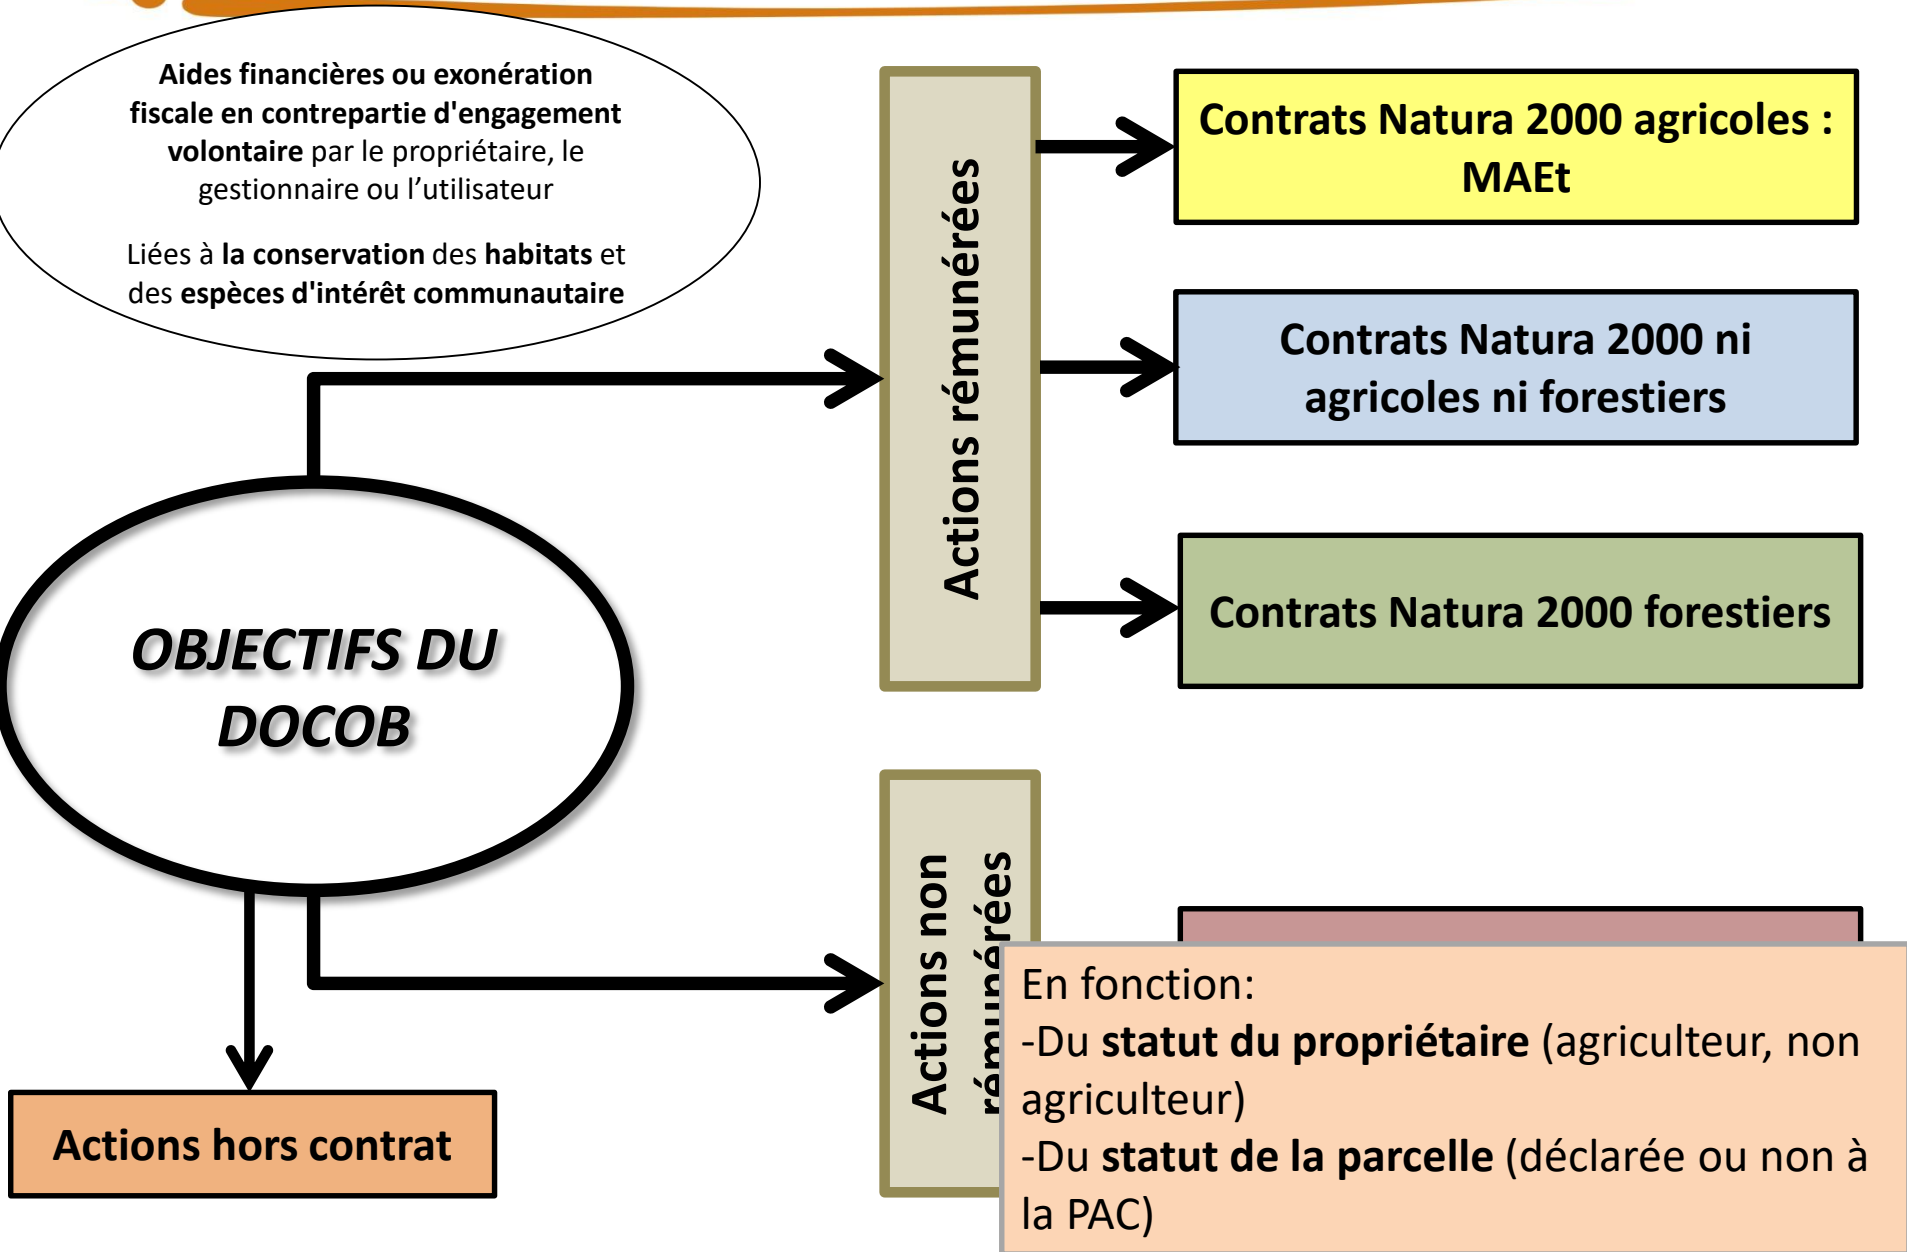 Aides financières ou exonération
fiscale en contrepartie d'engagement
volontaire par le propriétaire, le
gestionnaire ou l’utilisateur
Liées à la conservation des habitats et
des espèces d'intérêt communautaire
OBJECTIFS DU
DOCOB
Actions hors contrat
Actions rémunérées
Contrats Natura 2000 agricoles :
MAEt
Contrats Natura 2000 ni
agricoles ni forestiers
Contrats Natura 2000 forestiers
Actions non
rémunérées
En fonction:
-Du statut du propriétaire (agriculteur, non
agriculteur)
-Du statut de la parcelle (déclarée ou non à
la PAC)